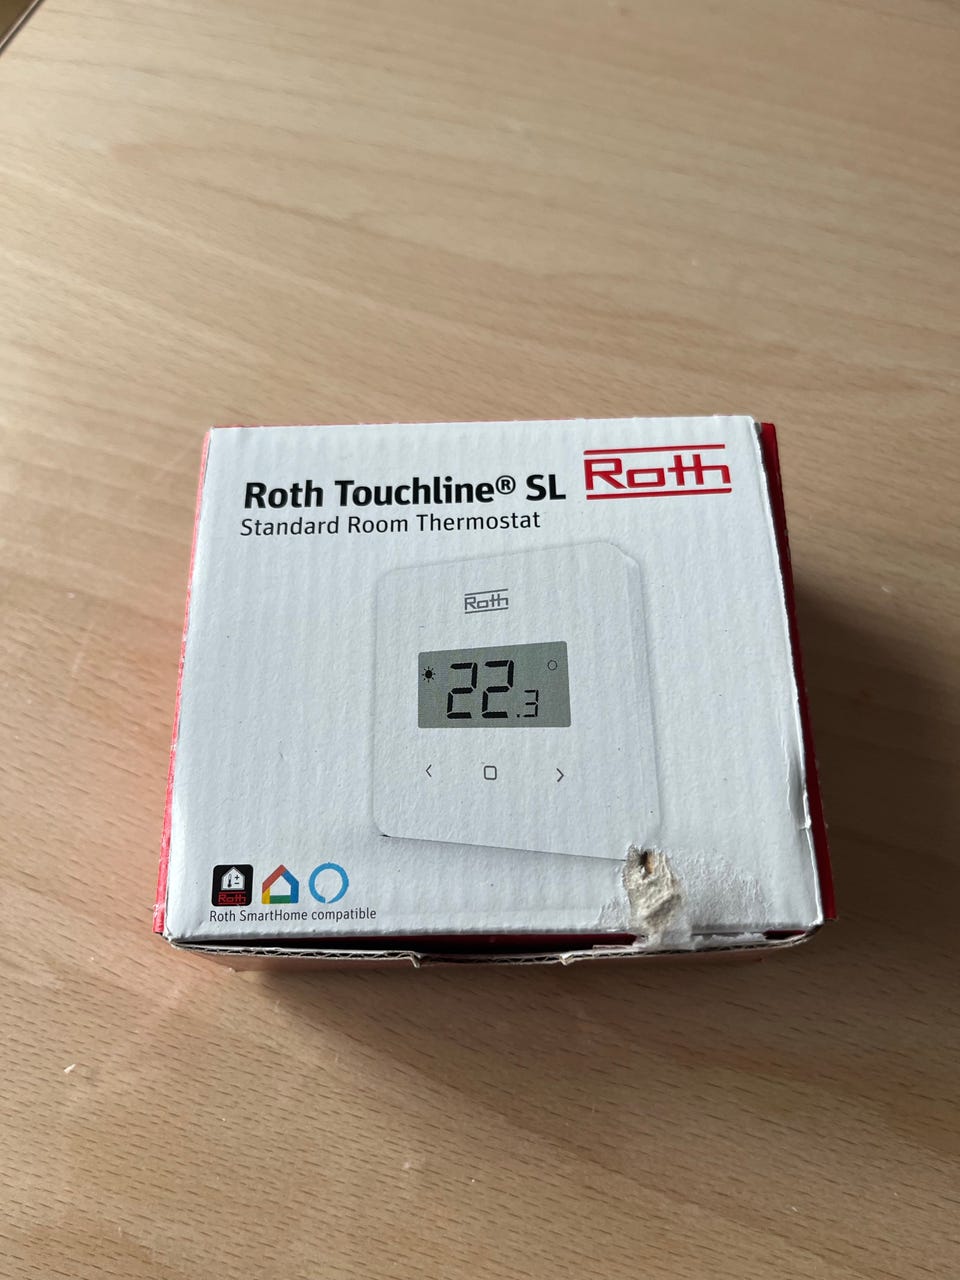 Roth Touchline® SL
Roth
Standard Room Thermostat
Roth
22.3
Roth
Roth SmartHome compatible